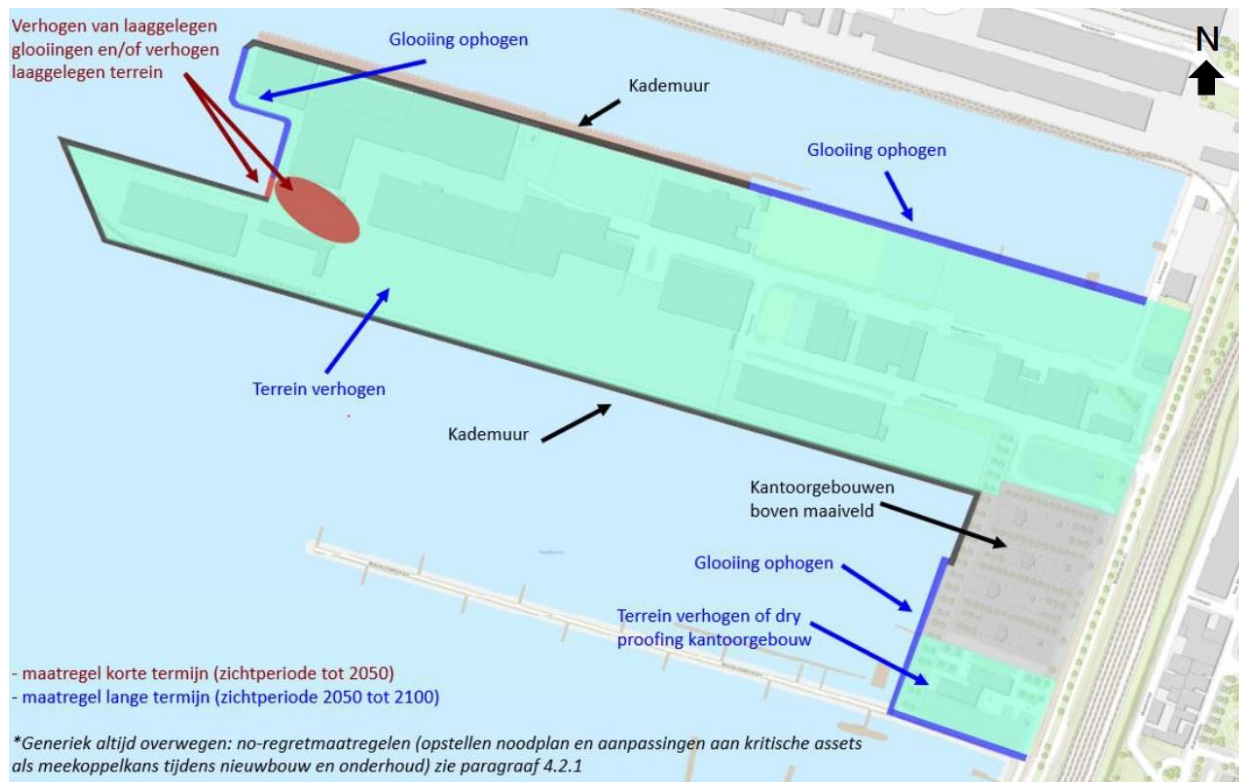 Verhogen van laaggelegen
glooiingen en/of verhogen
laaggelegen terrein
Glooiing ophogen
N
Kademuur
Glooiing ophogen
Terrein verhogen
Kademuur
Kantoorgebouwen
boven maaiveld
Glooiing ophogen
Terrein verhogen of dry
proofing kantoorgebouw
- maatregel korte termijn (zichtperiode tot 2050)
- maatregel lange termijn (zichtperiode 2050 tot 2100)
*Generiek altijd overwegen: no-regretmaatregelen (opstellen noodplan en aanpassingen aan kritische assets
als meekoppelkans tijdens nieuwbouw en onderhoud) zie paragraaf 4.2.1